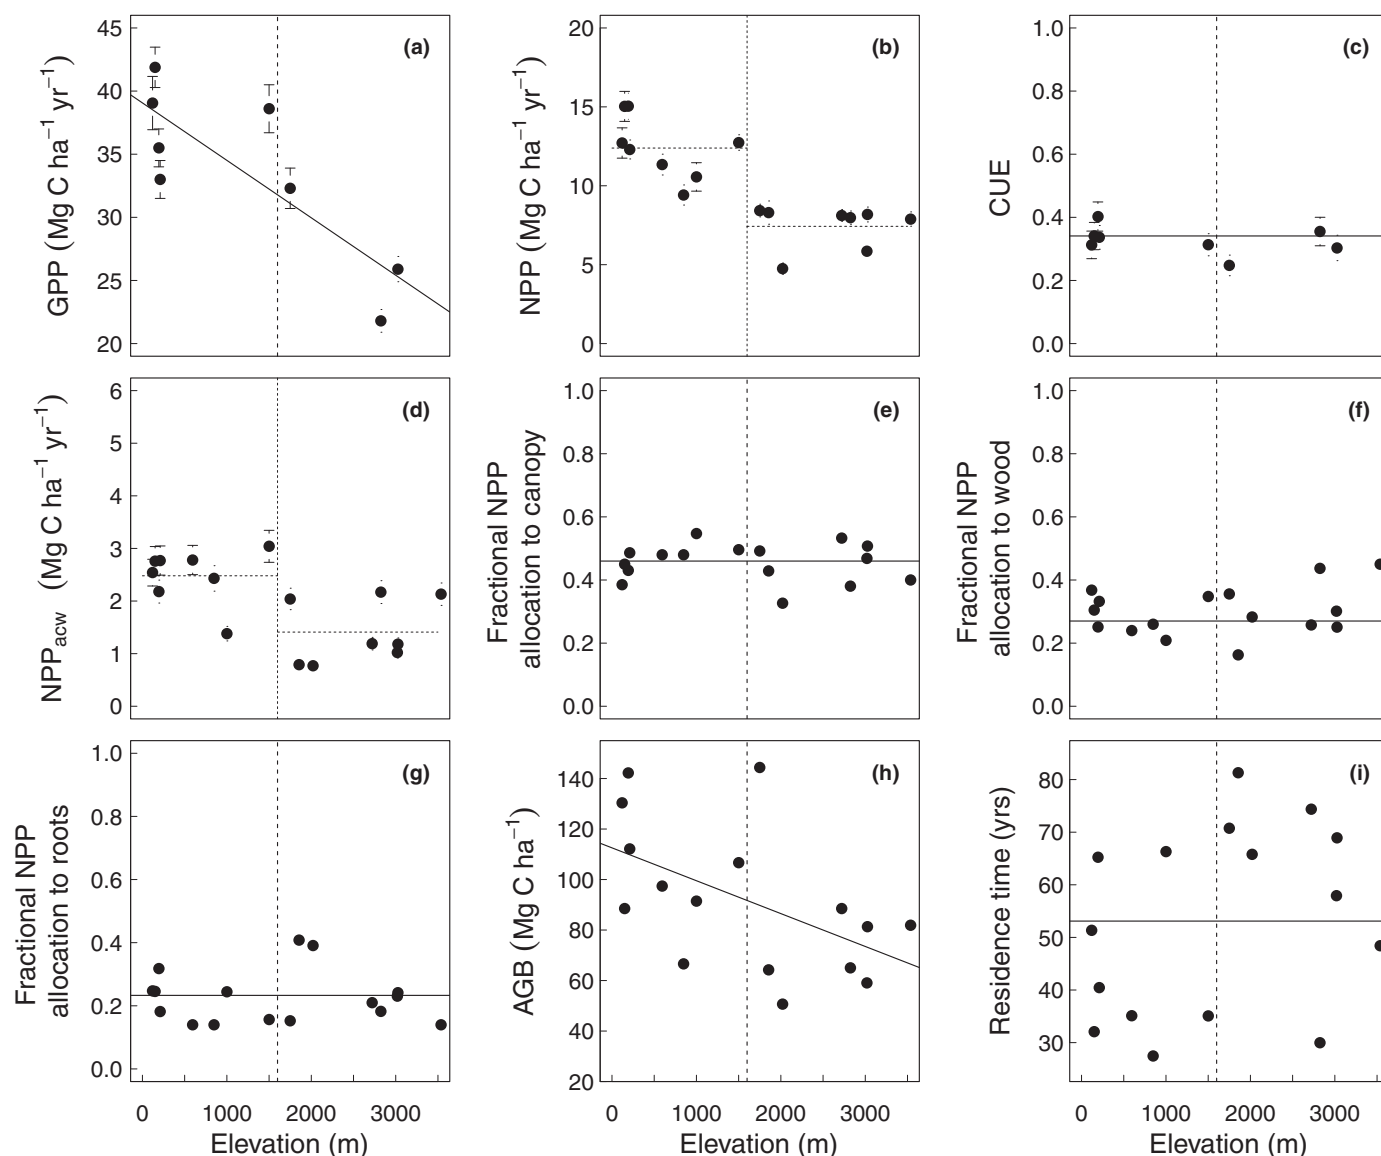 45
40
35
30
25
20
GPP (Mg C ha⁻¹ yr⁻¹)
(a)
20
15
10
5
0
NPP (Mg C ha⁻¹ yr⁻¹)
(b)
1.0
0.8
0.6
0.4
0.2
0.0
CUE
(c)
6
5
4
3
2
1
0
NPPacw (Mg C ha⁻¹ yr⁻¹)
(d)
1.0
0.8
0.6
0.4
0.2
0.0
Fractional NPP
allocation to canopy
(e)
1.0
0.8
0.6
0.4
0.2
0.0
Fractional NPP
allocation to wood
(f)
1.0
0.8
0.6
0.4
0.2
0.0
Fractional NPP
allocation to roots
(g)
0 1000 2000 3000
Elevation (m)
140
120
100
80
60
40
20
AGB (Mg C ha⁻¹)
(h)
0 1000 2000 3000
Elevation (m)
80
70
60
50
40
30
Residence time (yrs)
(i)
0 1000 2000 3000
Elevation (m)